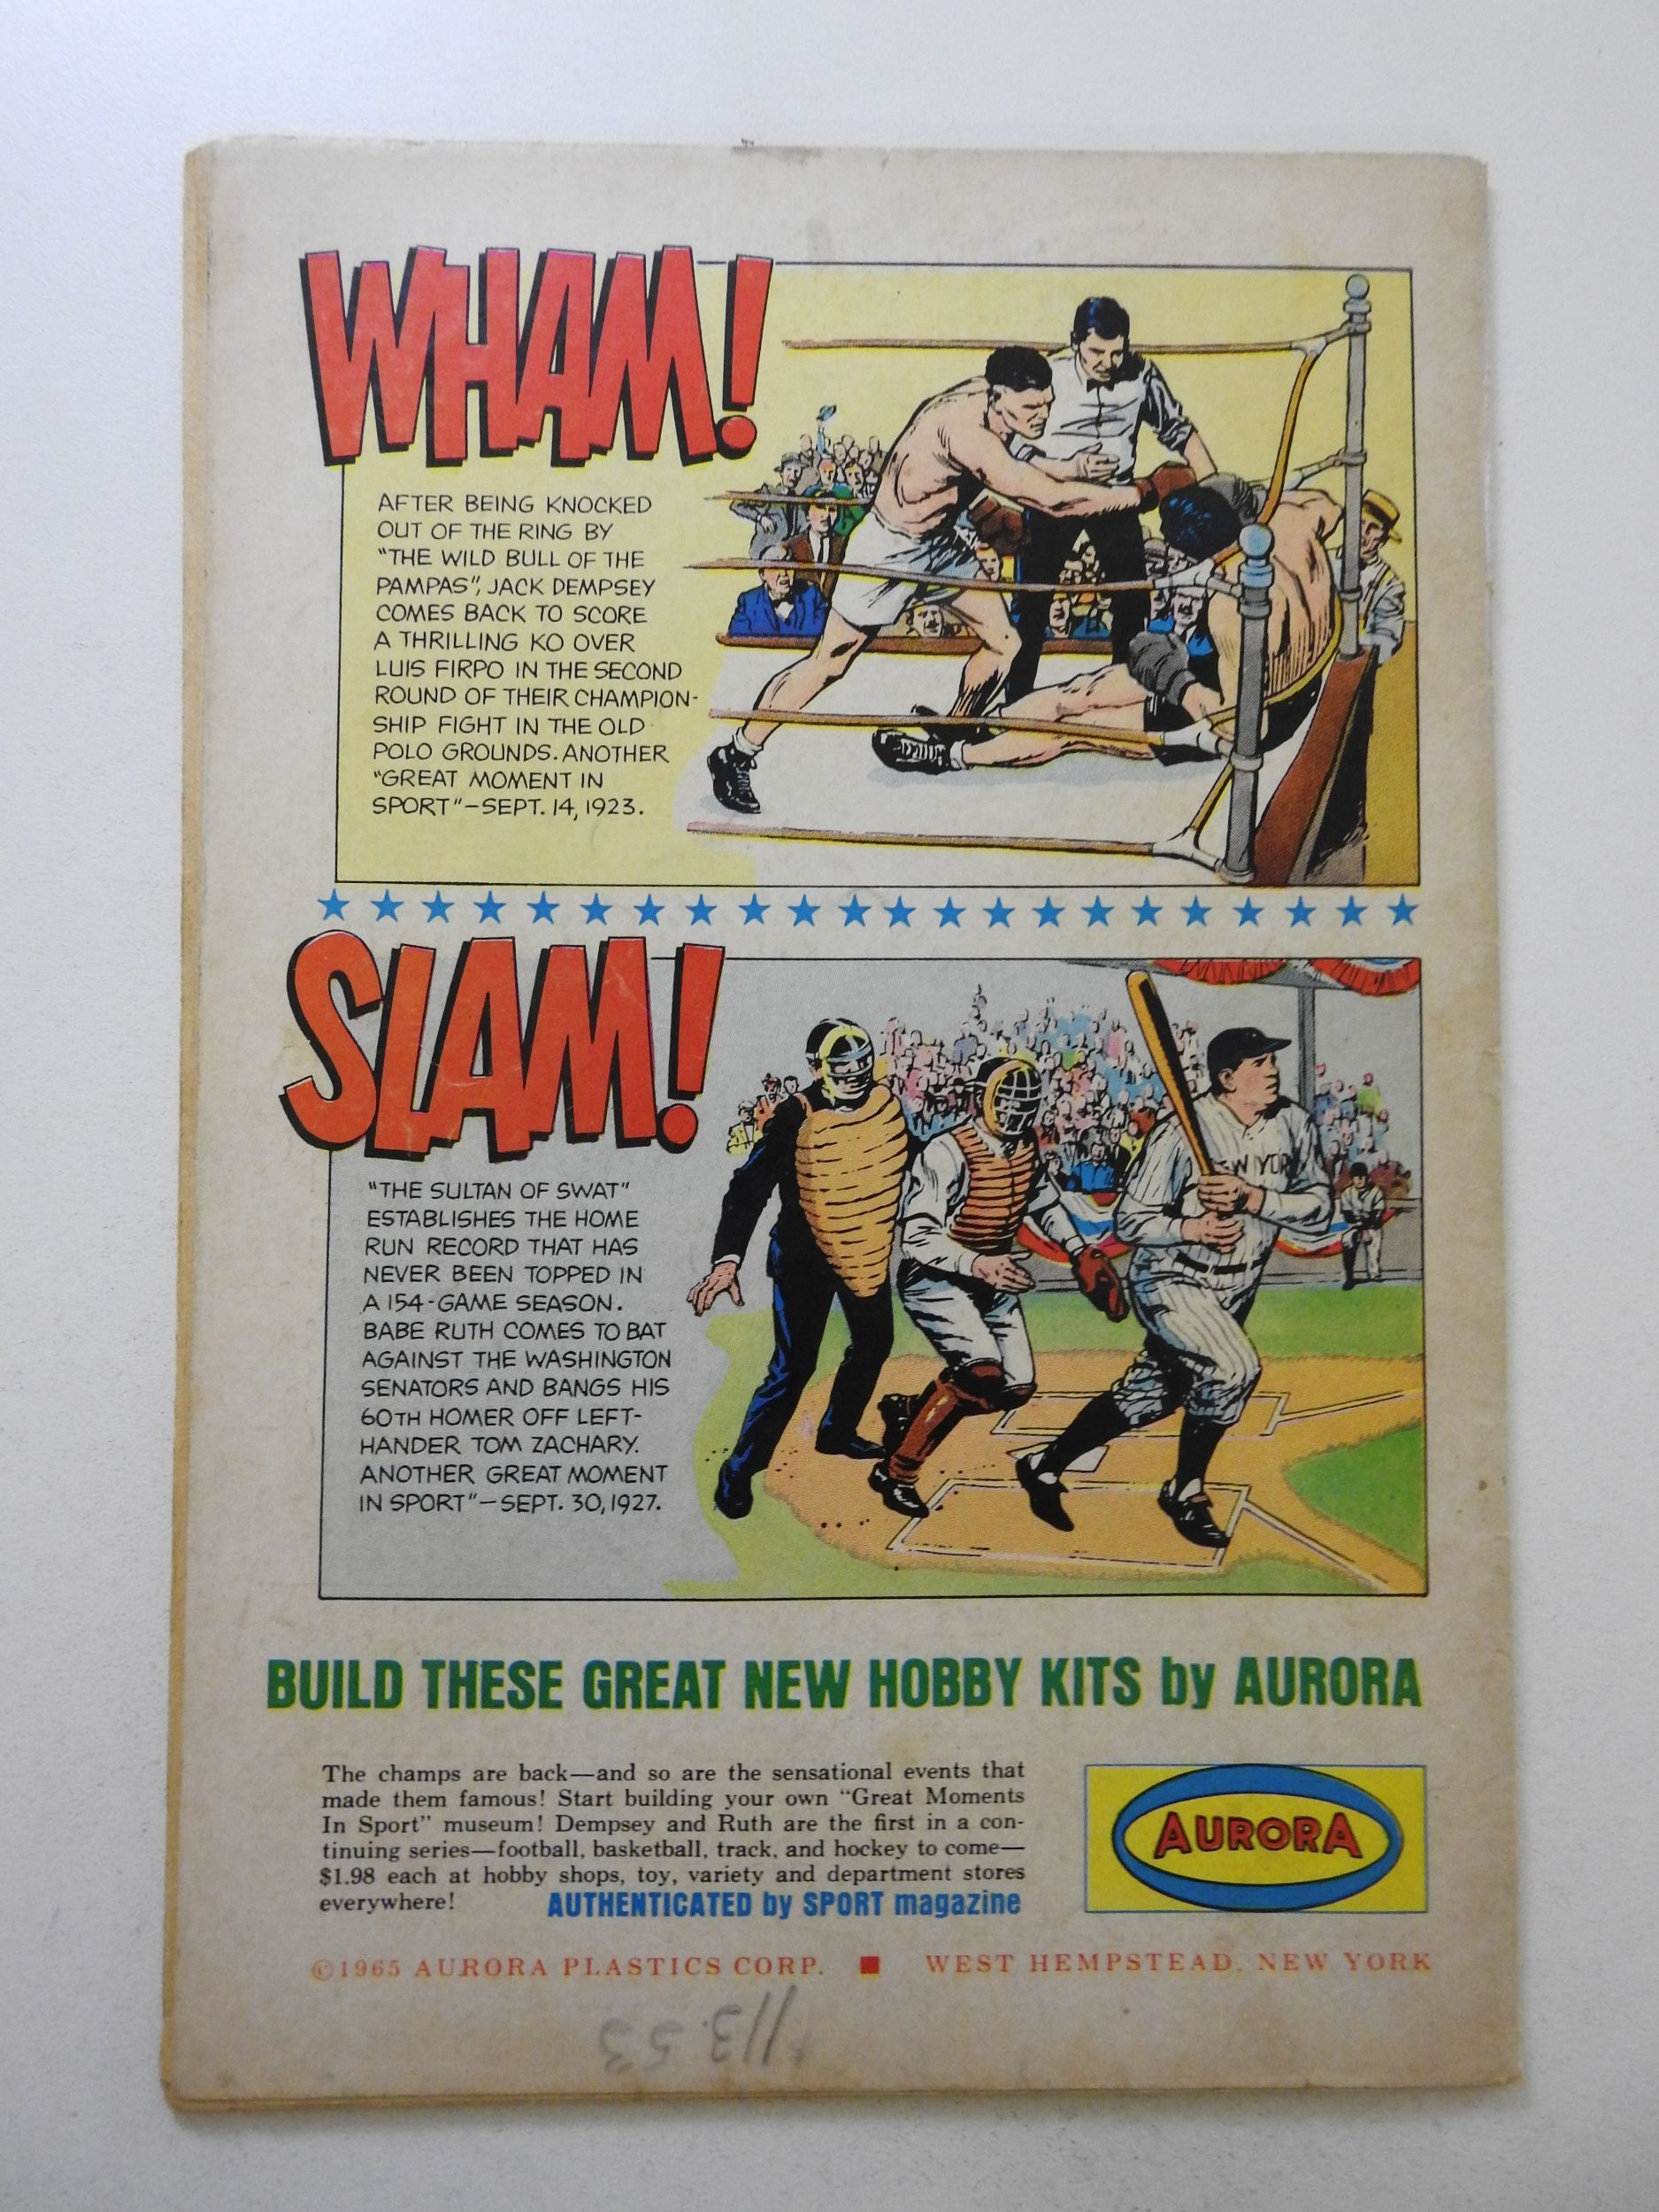 WHAM!
AFTER BEING KNOCKED
OUT OF THE RING BY
"THE WILD BULL OF THE
PAMPAS", JACK DEMPSEY
COMES BACK TO SCORE
A THRILLING KO OVER
LUIS FIRPO IN THE SECOND
ROUND OF THEIR CHAMPION-
SHIP FIGHT IN THE OLD
POLO GROUNDS. ANOTHER
"GREAT MOMENT IN
SPORT"—SEPT. 14, 1923.
SLAM!
"THE SULTAN OF SWAT"
ESTABLISHES THE HOME
RUN RECORD THAT HAS
NEVER BEEN TOPPED IN
A 154-GAME SEASON.
BABE RUTH COMES TO BAT
AGAINST THE WASHINGTON
SENATORS AND BANGS HIS
60TH HOMER OFF LEFT-
HANDER TOM ZACHARY.
ANOTHER GREAT MOMENT
IN SPORT"—SEPT. 30, 1927.
W YOR
BUILD THESE GREAT NEW HOBBY KITS by AURORA
The champs are back—and so are the sensational events that
made them famous! Start building your own "Great Moments
In Sport" museum! Dempsey and Ruth are the first in a con-
tinuing series—football, basketball, track, and hockey to come—
$1.98 each at hobby shops, toy, variety and department stores
everywhere! AUTHENTICATED by SPORT magazine
AURORA
©1965 AURORA PLASTICS CORP. ■ WEST HEMPSTEAD, NEW YORK